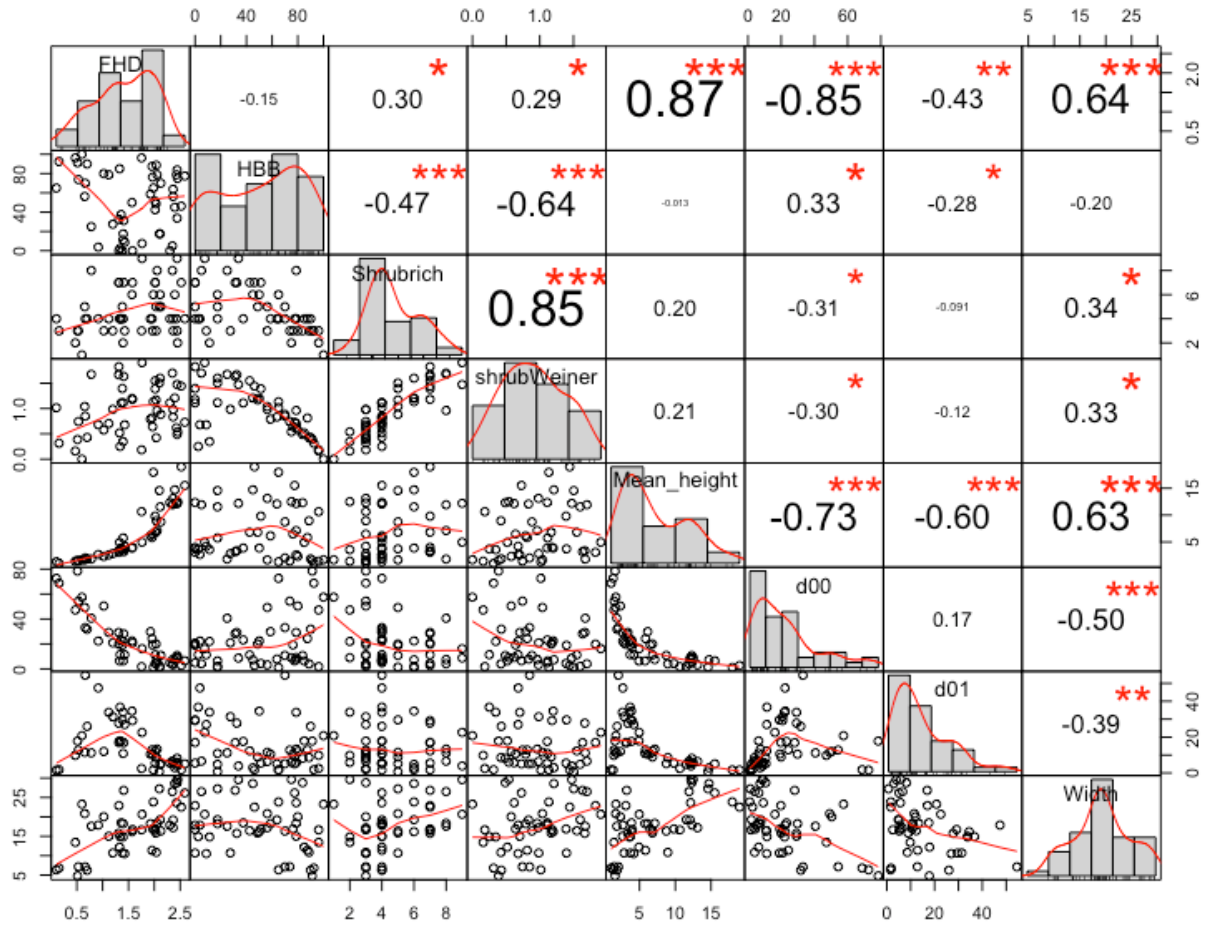 0 40 80 0.0 1.0 0 20 60 5 15 25
FHD -0.15 0.30 * 0.29 * 0.87 *** -0.85 *** -0.43 ** 0.64 *** 0.5 2.0
0 40 80 HBB -0.47 *** -0.64 *** -0.013 0.33 * -0.28 * -0.20
Shrubrich 0.85 *** 0.20 -0.31 * -0.091 0.34 * 2 6
0.0 1.0 shrubWeiner 0.21 -0.30 * -0.12 0.33 *
Mean_height -0.73 *** -0.60 *** 0.63 *** 5 15
0 40 80 d00 0.17 -0.50 ***
d01 -0.39 ** 0 20 40
5 15 25 Width
0.5 1.5 2.5 2 4 6 8 5 10 15 0 20 40